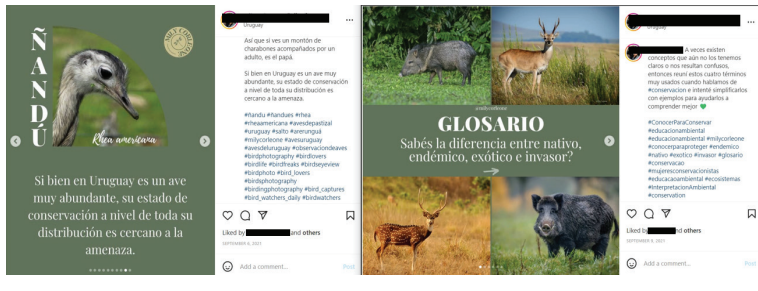 ÑANDÚ
Rhea americana
Si bien en Uruguay es un ave
muy abundante, su estado de
conservación a nivel de toda su
distribución es cercano a la
amenaza.
Uruguay
Así que si ves un montón de
charabones acompañados por un
adulto, es el papá.
Si bien en Uruguay es un ave muy
abundante, su estado de conservación
a nivel de toda su distribución es
cercano a la amenaza.
#ñandu #ñandues #rhea
#rheaamericana #avesdepastizal
#uruguay #salto #arerunguá
#milycorleone #avesuruguay
#avesdeluruguay #observaciondeaves
#birdphotography #birdlovers
#birdlife #birdfreaks #birdseyeview
#birdphoto #bird_lovers
#birdsphotography
#birdingphotography #bird_captures
#bird_watchers_daily #birdwatchers
Liked by
and others
SEPTEMBER 6, 2021
Add a comment...
Post
GLOSARIO
Sabés la diferencia entre nativo,
endémico, exótico e invasor?
Uruguay
A veces existen
conceptos que aún no los tenemos
claros o nos resultan confusos,
entonces reuní estos cuatro términos
muy usados cuando hablamos de
#conservacion e intenté simplificarlos
con ejemplos para ayudarlos a
comprender mejor
#ConocerParaConservar
#educacionambiental
#educaciónambiental #milycorleone
#conocerparaproteger #endemico
#nativo #exotico #invasor #glosario
#conservacao
#mujeresconservacionistas
#educacaoambiental #ecosistemas
#InterpretacionAmbiental
#conservation
Liked by
and others
SEPTEMBER 8, 2021
Add a comment...
Post